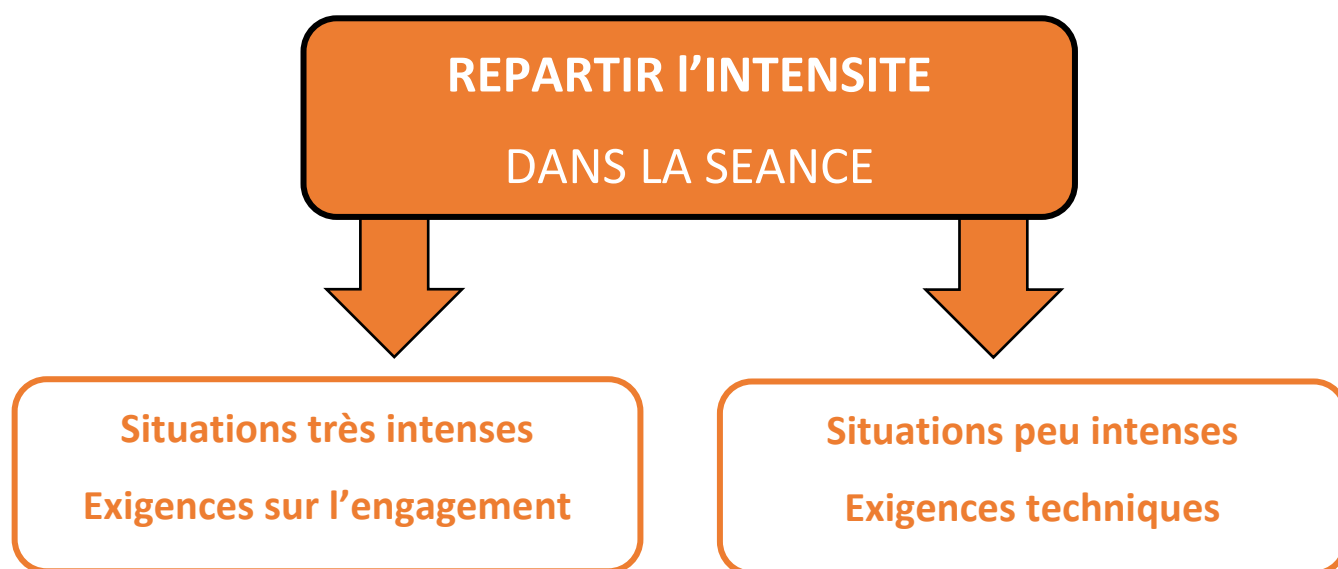 REPARTIR l’INTENSITE
DANS LA SEANCE
Situations très intenses
Exigences sur l’engagement
Situations peu intenses
Exigences techniques